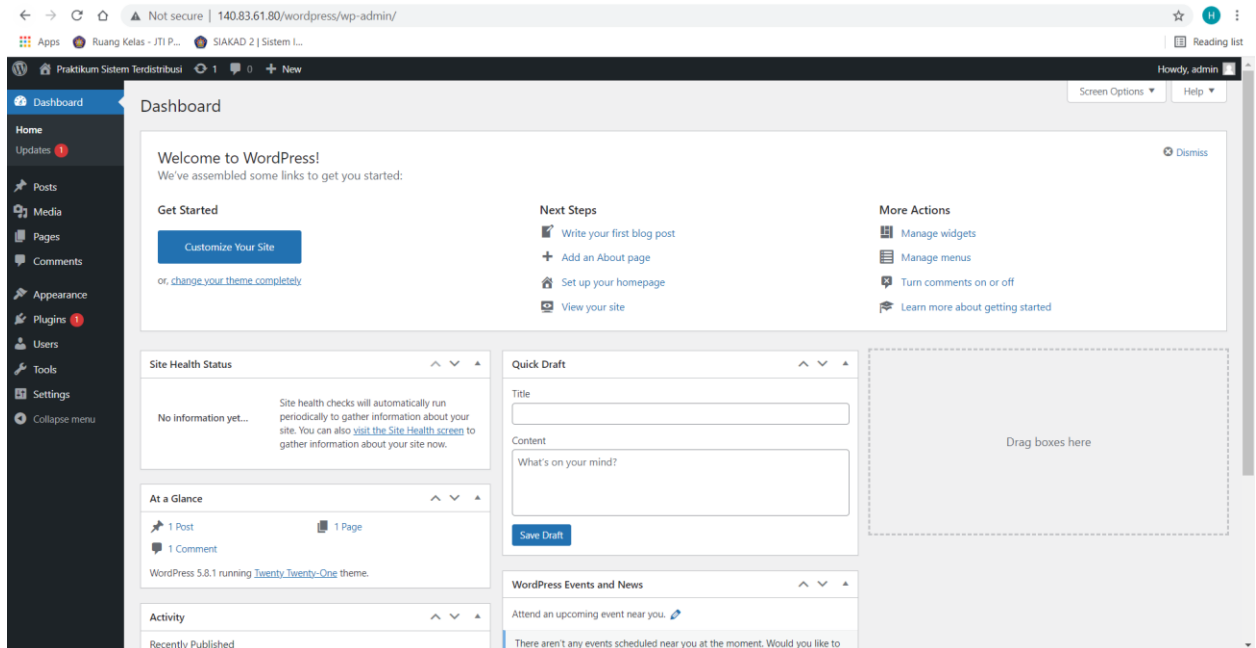 Not secure | 140.83.61.80/wordpress/wp-admin/
H
Apps Ruang Kelas - JTI P... SIAKAD 2 | Sistem I... Reading list
Praktikum Sistem Terdistribusi 1 0 + New Howdy, admin
Screen Options ▼ Help ▼
Dashboard
Home
Updates 1
Posts
Media
Pages
Comments
Appearance
Plugins 1
Users
Tools
Settings
Collapse menu
Dashboard
Welcome to WordPress!
Dismiss
We've assembled some links to get you started:
Get Started
Customize Your Site
or, change your theme completely
Next Steps
Write your first blog post
Add an About page
Set up your homepage
View your site
More Actions
Manage widgets
Manage menus
Turn comments on or off
Learn more about getting started
Site Health Status
No information yet...
Site health checks will automatically run
periodically to gather information about your
site. You can also visit the Site Health screen to
gather information about your site now.
At a Glance
1 Post
1 Page
1 Comment
WordPress 5.8.1 running Twenty Twenty-One theme.
Activity
Recently Published
Quick Draft
Title
Content
What's on your mind?
Save Draft
WordPress Events and News
Attend an upcoming event near you.
There aren't any events scheduled near you at the moment. Would you like to
Drag boxes here